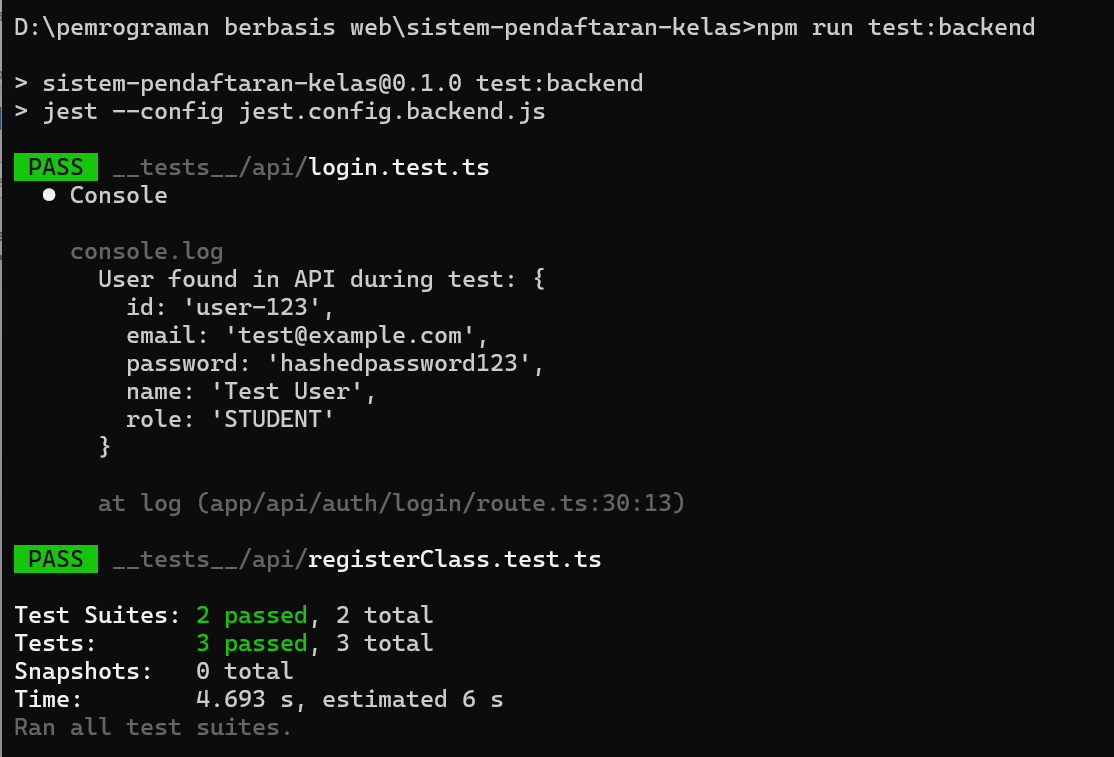 D:\pemrograman berbasis web\sistem-pendaftaran-kelas>npm run test:backend
> sistem-pendaftaran-kelas@0.1.0 test:backend
> jest --config jest.config.backend.js
PASS __tests__/api/login.test.ts
● Console
console.log
User found in API during test: {
id: 'user-123',
email: 'test@example.com',
password: 'hashedpassword123',
name: 'Test User',
role: 'STUDENT'
}
at log (app/api/auth/login/route.ts:30:13)
PASS __tests__/api/registerClass.test.ts
Test Suites: 2 passed, 2 total
Tests: 3 passed, 3 total
Snapshots: 0 total
Time: 4.693 s, estimated 6 s
Ran all test suites.